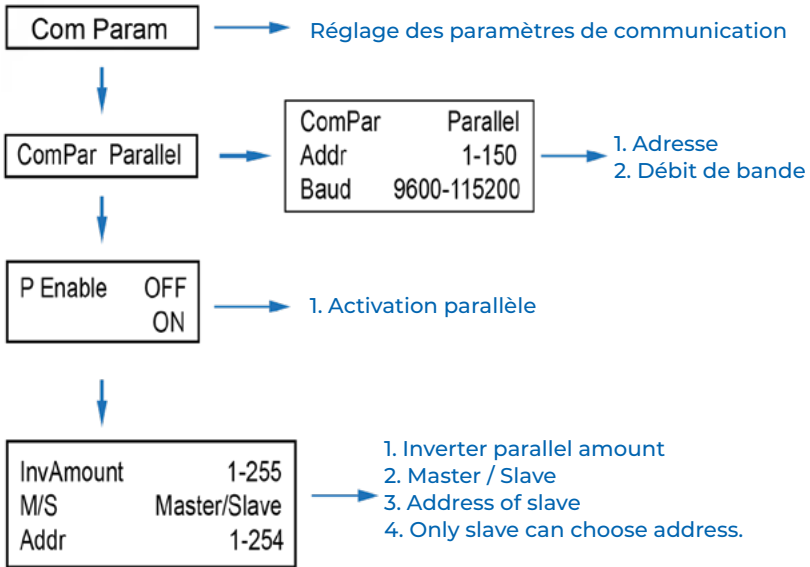 Com Param
Réglage des paramètres de communication
ComPar Parallel
ComPar Parallel
Addr 1-150
Baud 9600-115200
1. Adresse
2. Débit de bande
P Enable OFF
ON
1. Activation parallèle
InvAmount 1-255
M/S Master/Slave
Addr 1-254
1. Inverter parallel amount
2. Master / Slave
3. Address of slave
4. Only slave can choose address.